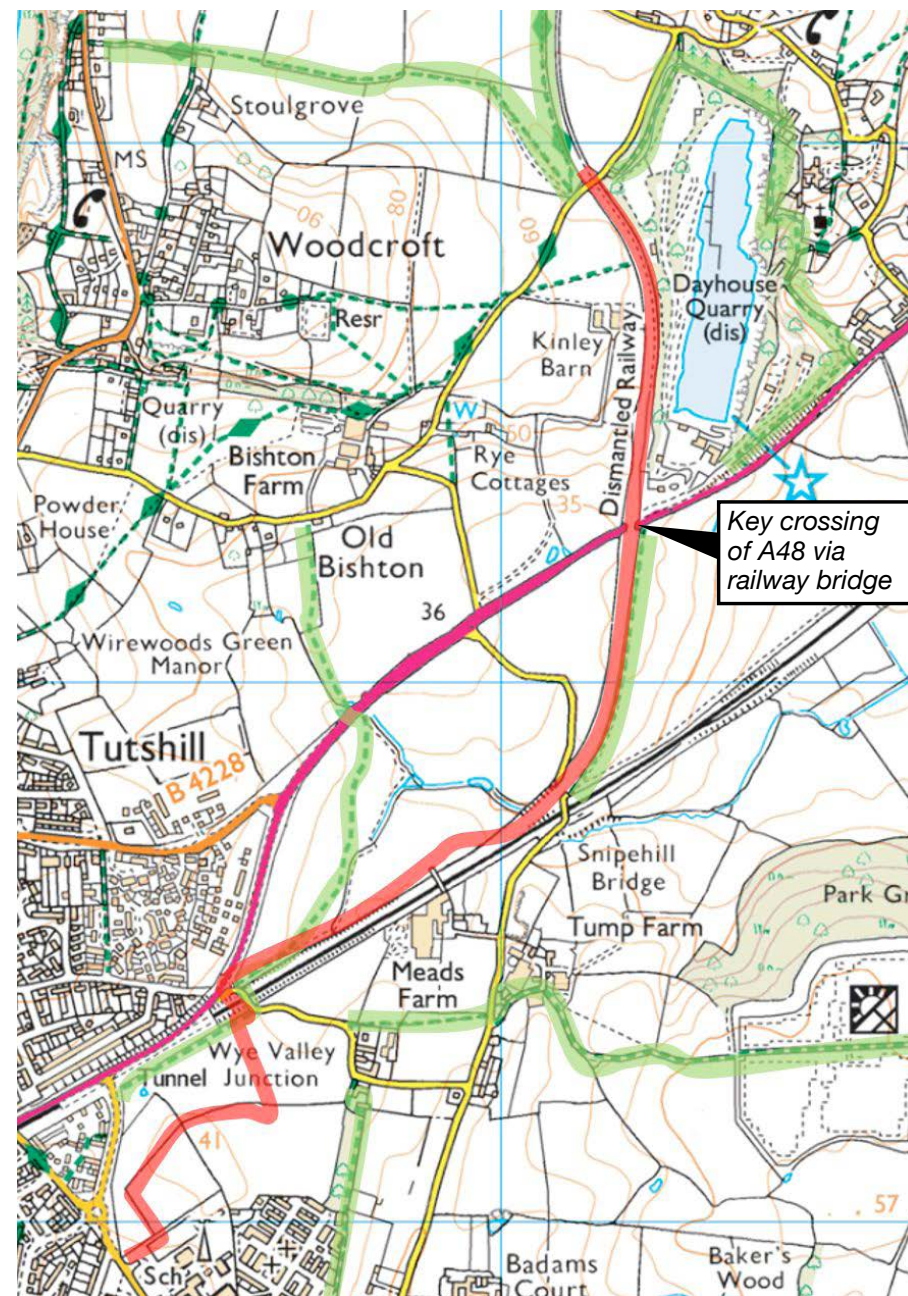 Stoulgrove
MS
90
80
60
Woodcroft
Resr
Dayhouse
Quarry
(dis)
Kinley
Barn
Dismantled Railway
Quarry
(dis)
W
50
Bishton
Farm
Rye
Cottages
35
Powder
House
Old
Bishton
Key crossing
of A48 via
railway bridge
36
Wirewoods Green
Manor
Tutshill
B 4228
Snipehill
Bridge
Park Gr
Tump Farm
Meads
Farm
Wye Valley
Tunnel Junction
41
57
Sch
Badams
Court
Baker's
Wood